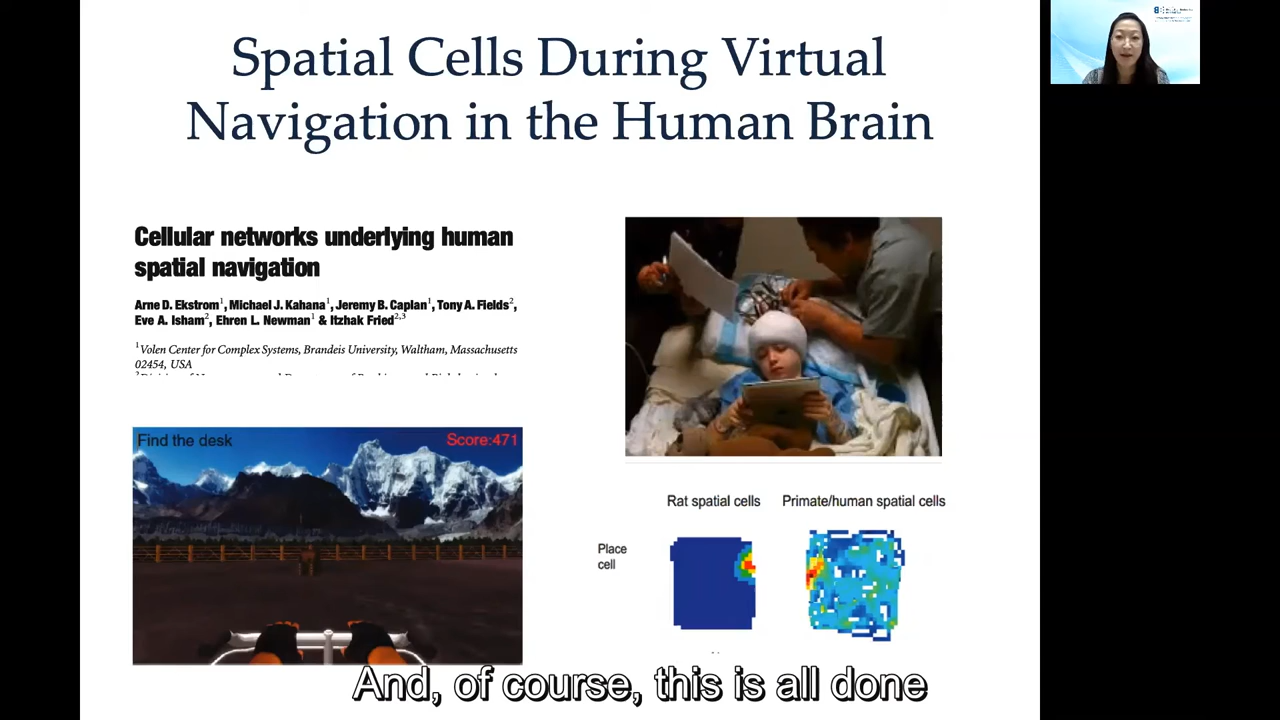 Spatial Cells During Virtual
Navigation in the Human Brain
Cellular networks underlying human
spatial navigation
Arne D. Ekstrom¹, Michael J. Kahana¹, Jeremy B. Caplan¹, Tony A. Fields²,
Eve A. Isham², Ehren L. Newman¹ & Itzhak Fried²,³
¹Volen Center for Complex Systems, Brandeis University, Waltham, Massachusetts
02454, USA
Find the desk
Score:471
Rat spatial cells
Primate/human spatial cells
Place
cell
And, of course, this is all done